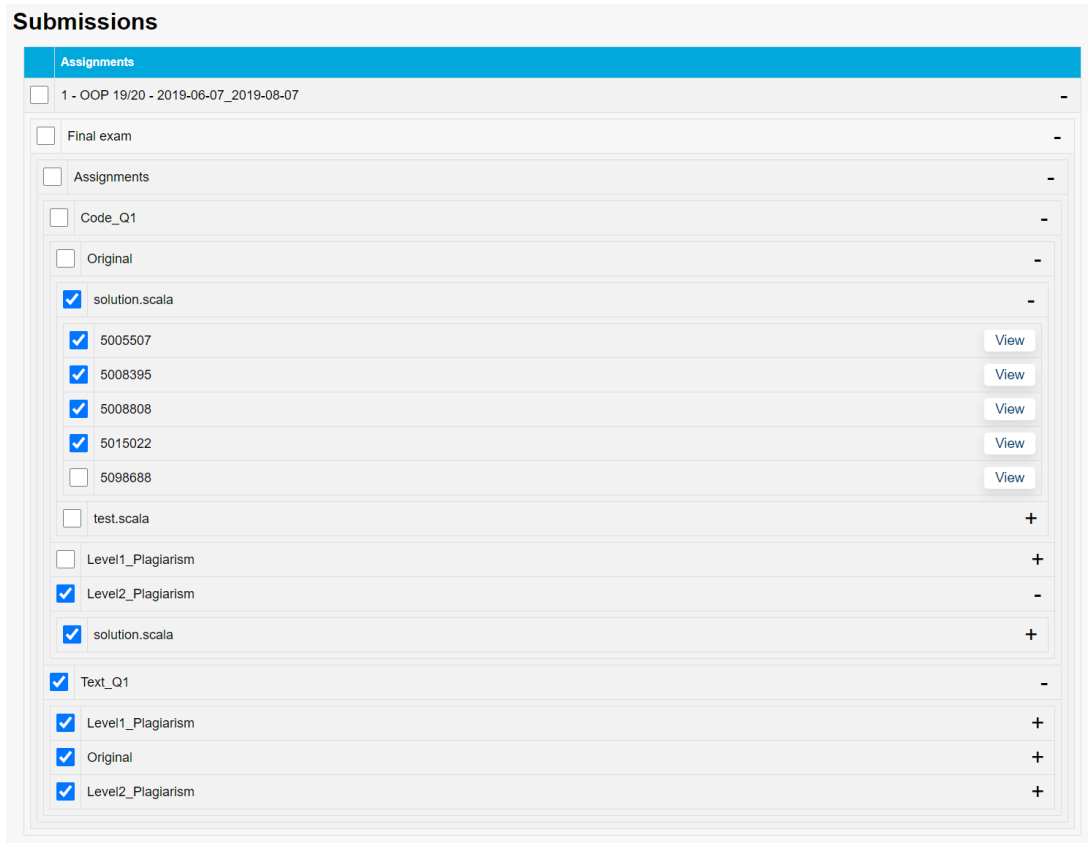 Submissions
Assignments
1 - OOP 19/20 - 2019-06-07_2019-08-07 -
Final exam -
Assignments -
Code_Q1 -
Original -
solution.scala -
5005507 View
5008395 View
5008808 View
5015022 View
5098688 View
test.scala +
Level1_Plagiarism +
Level2_Plagiarism -
solution.scala +
Text_Q1 -
Level1_Plagiarism +
Original +
Level2_Plagiarism +